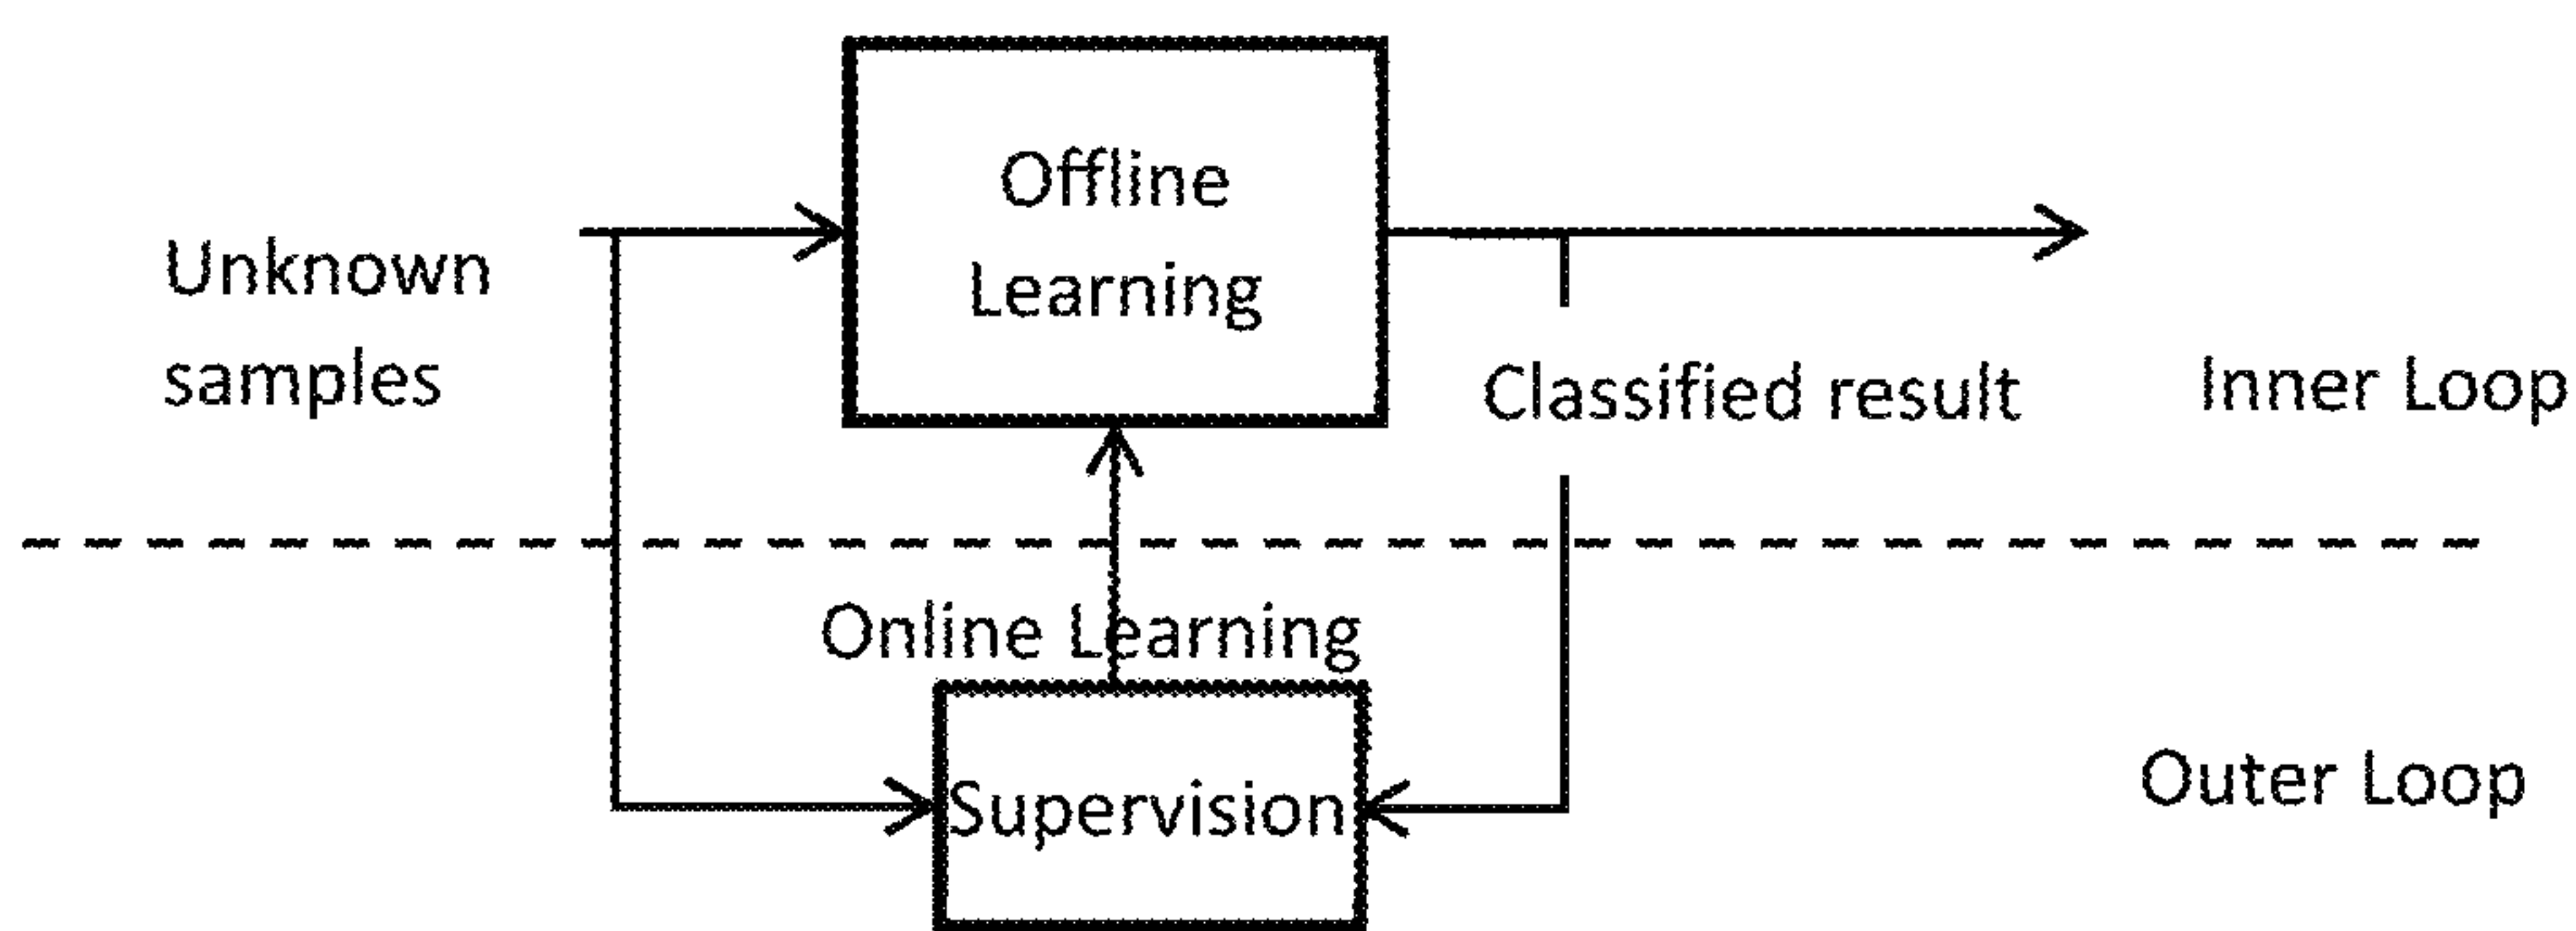 Offline
Learning
Unknown
samples
Classified result
Inner Loop
Online Learning
Supervision
Outer Loop